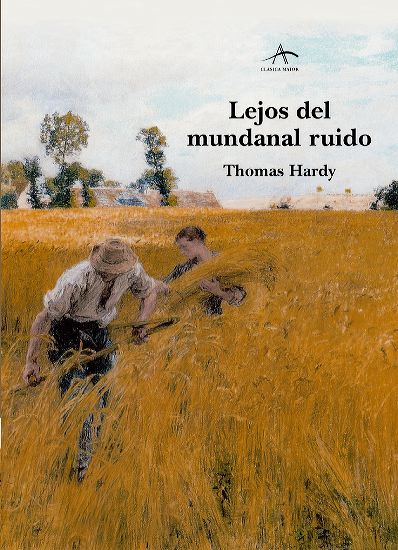 CLÁSICA MAIOR
Lejos del
mundanal ruido
Thomas Hardy